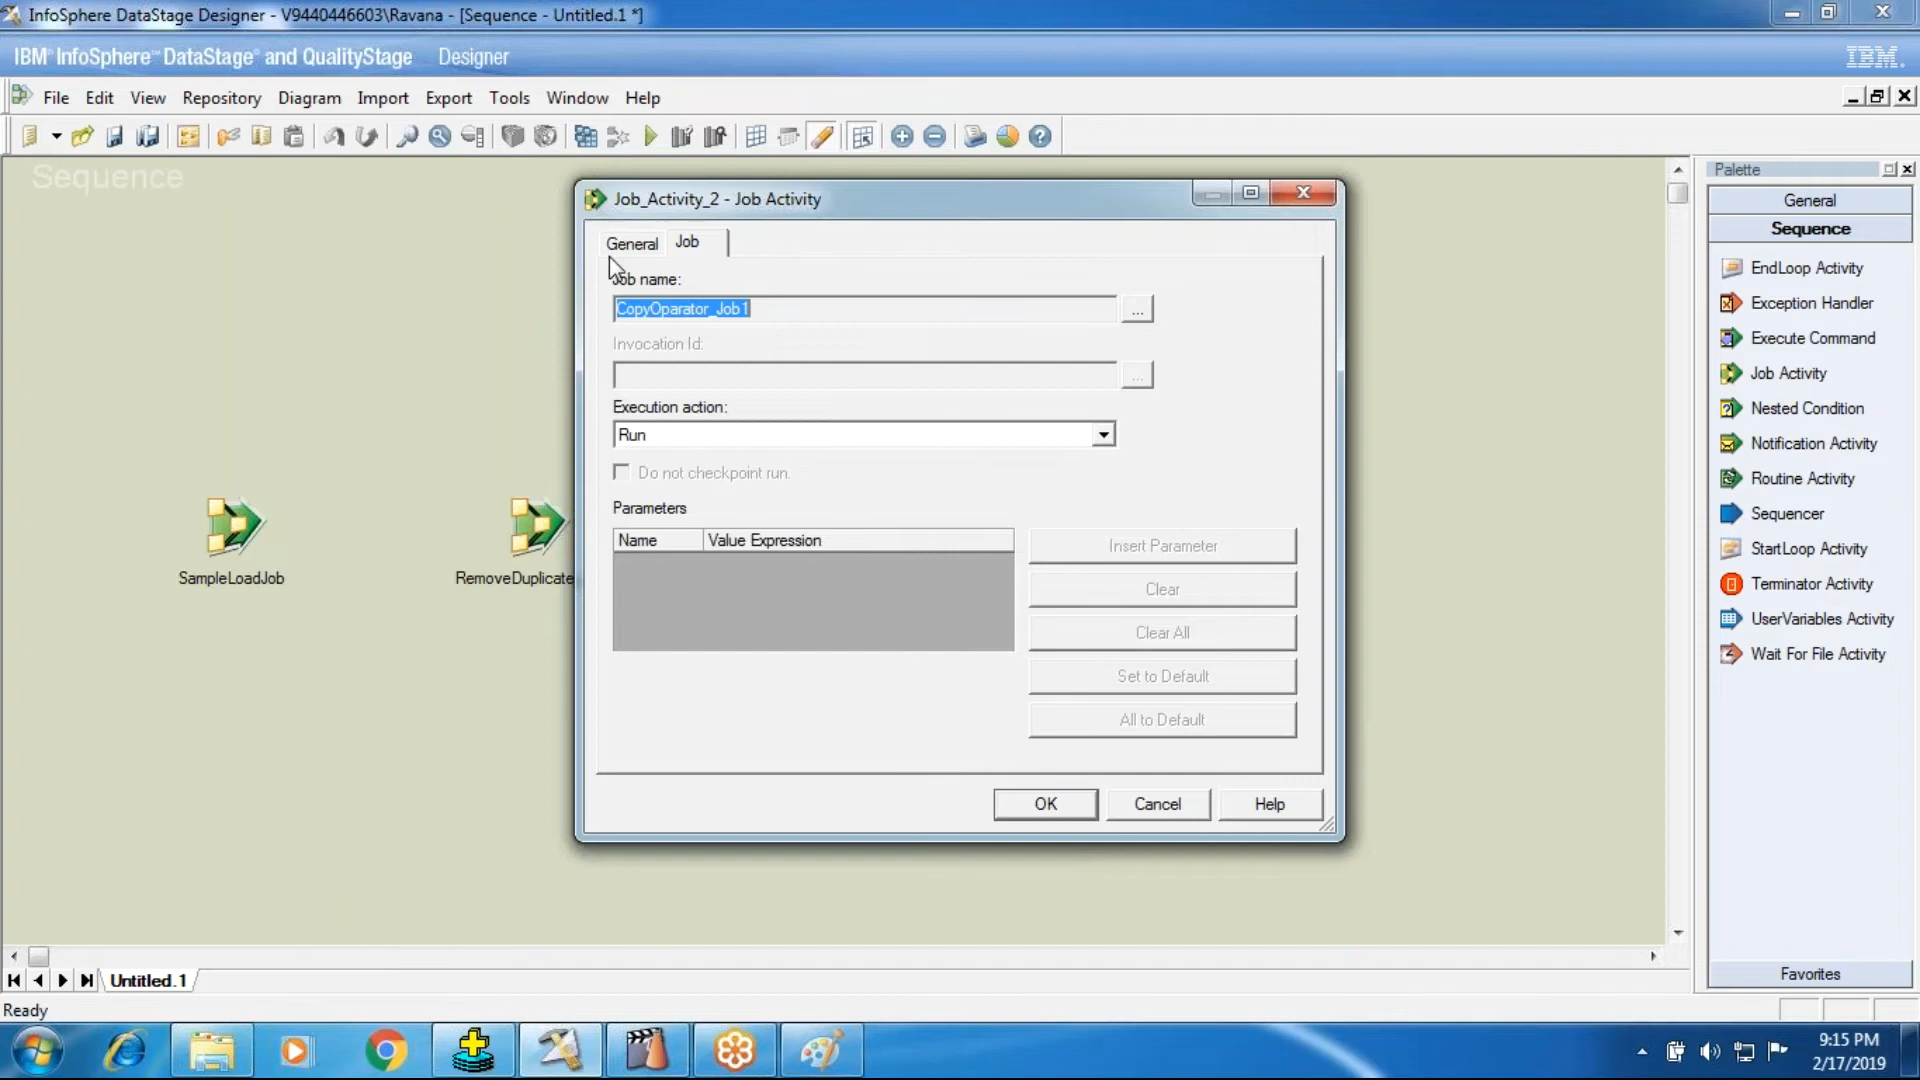 InfoSphere DataStage Designer - V9440446603\Ravana - [Sequence - Untitled.1 *]
IBM® InfoSphere™ DataStage® and QualityStage Designer
IBM.
File Edit View Repository Diagram Import Export Tools Window Help
Sequence
Palette
General
Sequence
EndLoop Activity
Exception Handler
Execute Command
Job Activity
Nested Condition
Notification Activity
Routine Activity
Sequencer
StartLoop Activity
Terminator Activity
UserVariables Activity
Wait For File Activity
Favorites
SampleLoadJob
RemoveDuplicate
Job_Activity_2 - Job Activity
General Job
Job name:
CopyOparator_Job1
...
Invocation Id:
...
Execution action:
Run
Do not checkpoint run.
Parameters
Name Value Expression
Insert Parameter
Clear
Clear All
Set to Default
All to Default
OK Cancel Help
Untitled.1
Ready
9:15 PM
2/17/2019